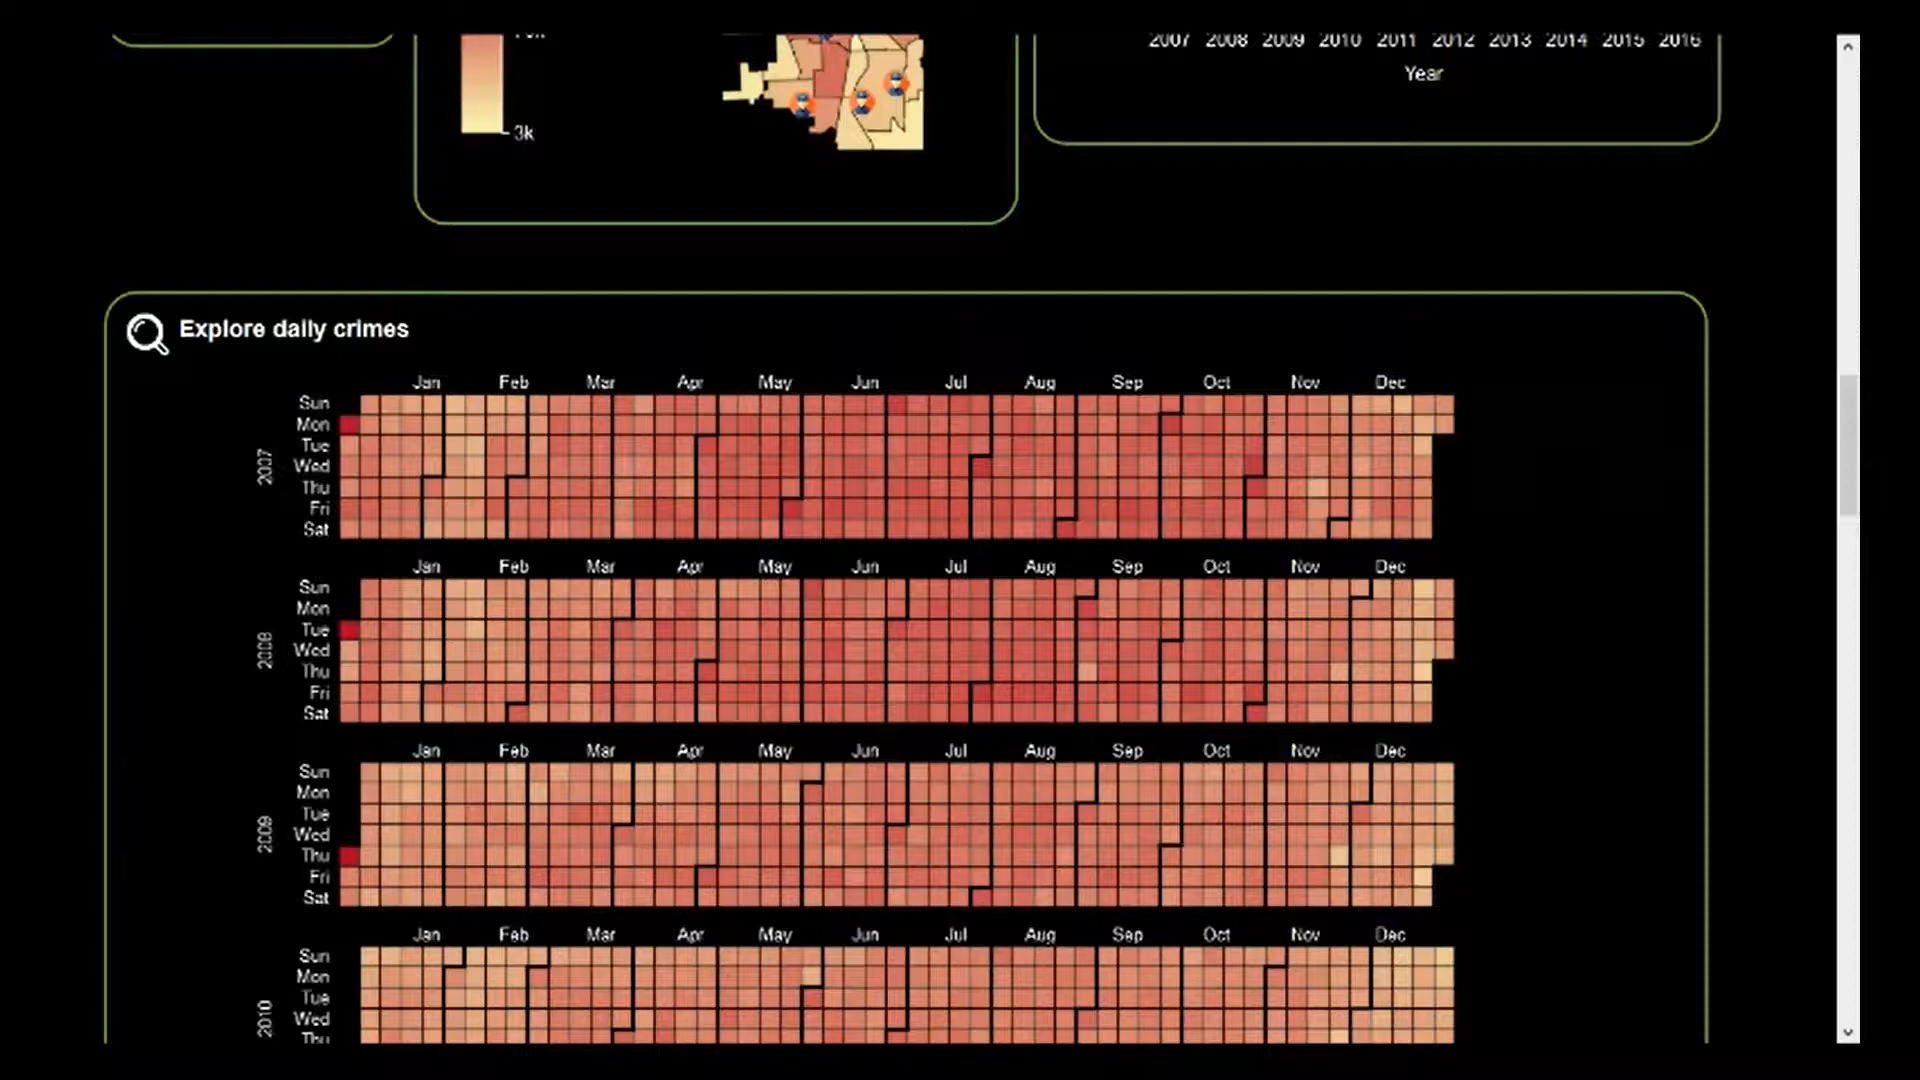 2007 2008 2009 2010 2011 2012 2013 2014 2015 2016
Year
3k
Explore daily crimes
Jan Feb Mar Apr May Jun Jul Aug Sep Oct Nov Dec
2007
Sun
Mon
Tue
Wed
Thu
Fri
Sat
Jan Feb Mar Apr May Jun Jul Aug Sep Oct Nov Dec
2008
Sun
Mon
Tue
Wed
Thu
Fri
Sat
Jan Feb Mar Apr May Jun Jul Aug Sep Oct Nov Dec
2009
Sun
Mon
Tue
Wed
Thu
Fri
Sat
Jan Feb Mar Apr May Jun Jul Aug Sep Oct Nov Dec
2010
Sun
Mon
Tue
Wed
Thu